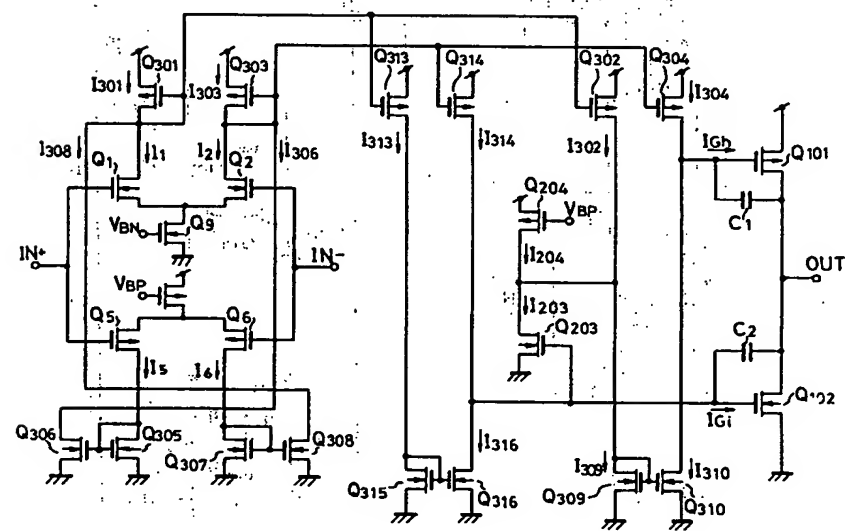 Q313 Q314 Q302 Q304
Q301 Q303
I301 I303 I304
I308 I1 I2 I306 I313 I314 I302 IGh
Q1 Q2 Q101
Q204 C1
VBN Q9 VBP
IN+ IN- I204 OUT
VBP I203
Q203
Q5 Q6 C2
I5 I6 Q102
IGi
Q306 Q305 Q307 Q308 I316 I309 I310
Q315 Q316 Q309 Q310